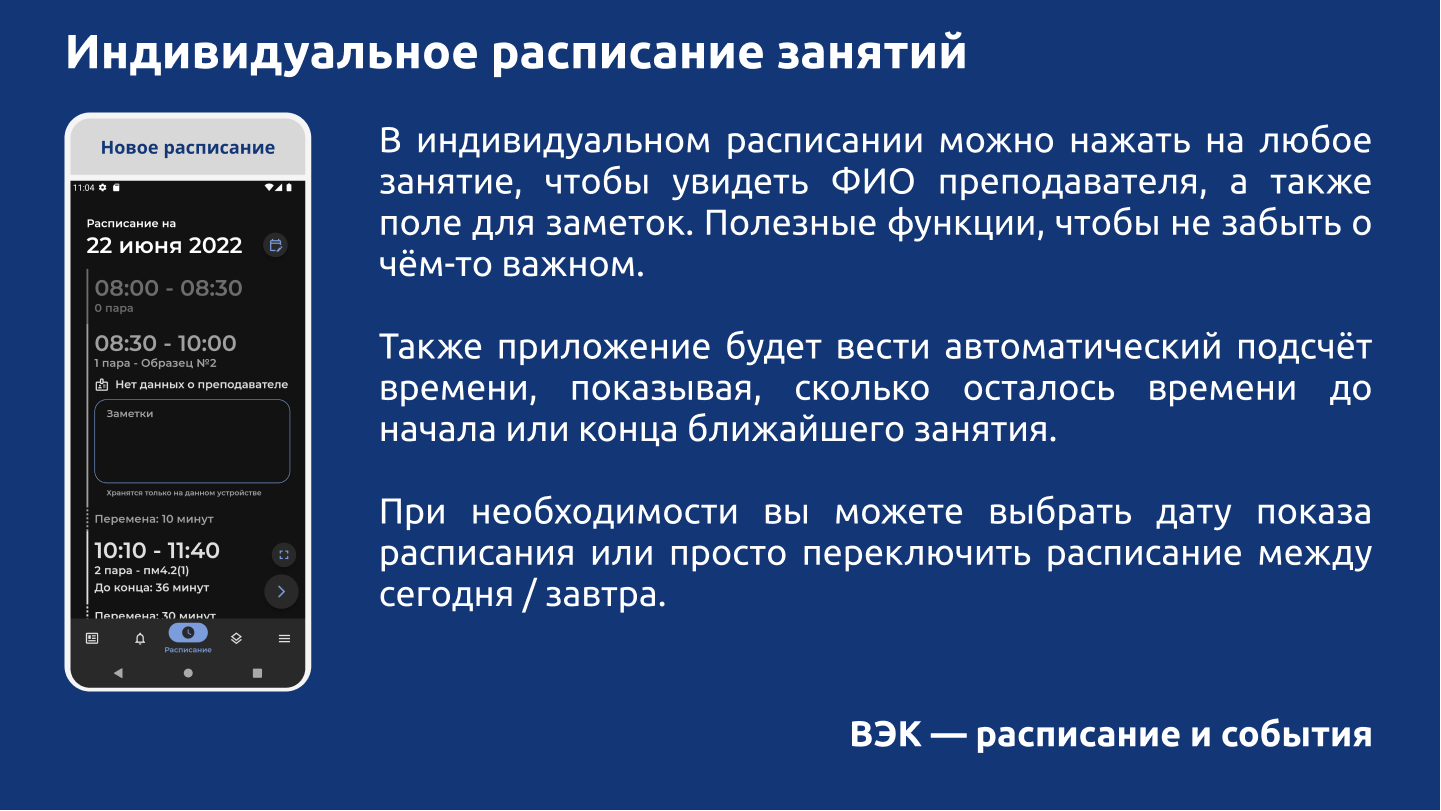 Индивидуальное расписание занятий
Новое расписание
11:04
Расписание на
22 июня 2022
08:00 - 08:30
0 пара
08:30 - 10:00
1 пара - Образец №2
Нет данных о преподавателе
Заметки
Хранятся только на данном устройстве
Перемена: 10 минут
10:10 - 11:40
2 пара - пм4.2(1)
До конца: 36 минут
Перемена: 30 минут
Расписание
В индивидуальном расписании можно нажать на любое
занятие, чтобы увидеть ФИО преподавателя, а также
поле для заметок. Полезные функции, чтобы не забыть о
чём-то важном.
Также приложение будет вести автоматический подсчёт
времени, показывая, сколько осталось времени до
начала или конца ближайшего занятия.
При необходимости вы можете выбрать дату показа
расписания или просто переключить расписание между
сегодня / завтра.
ВЭК — расписание и события